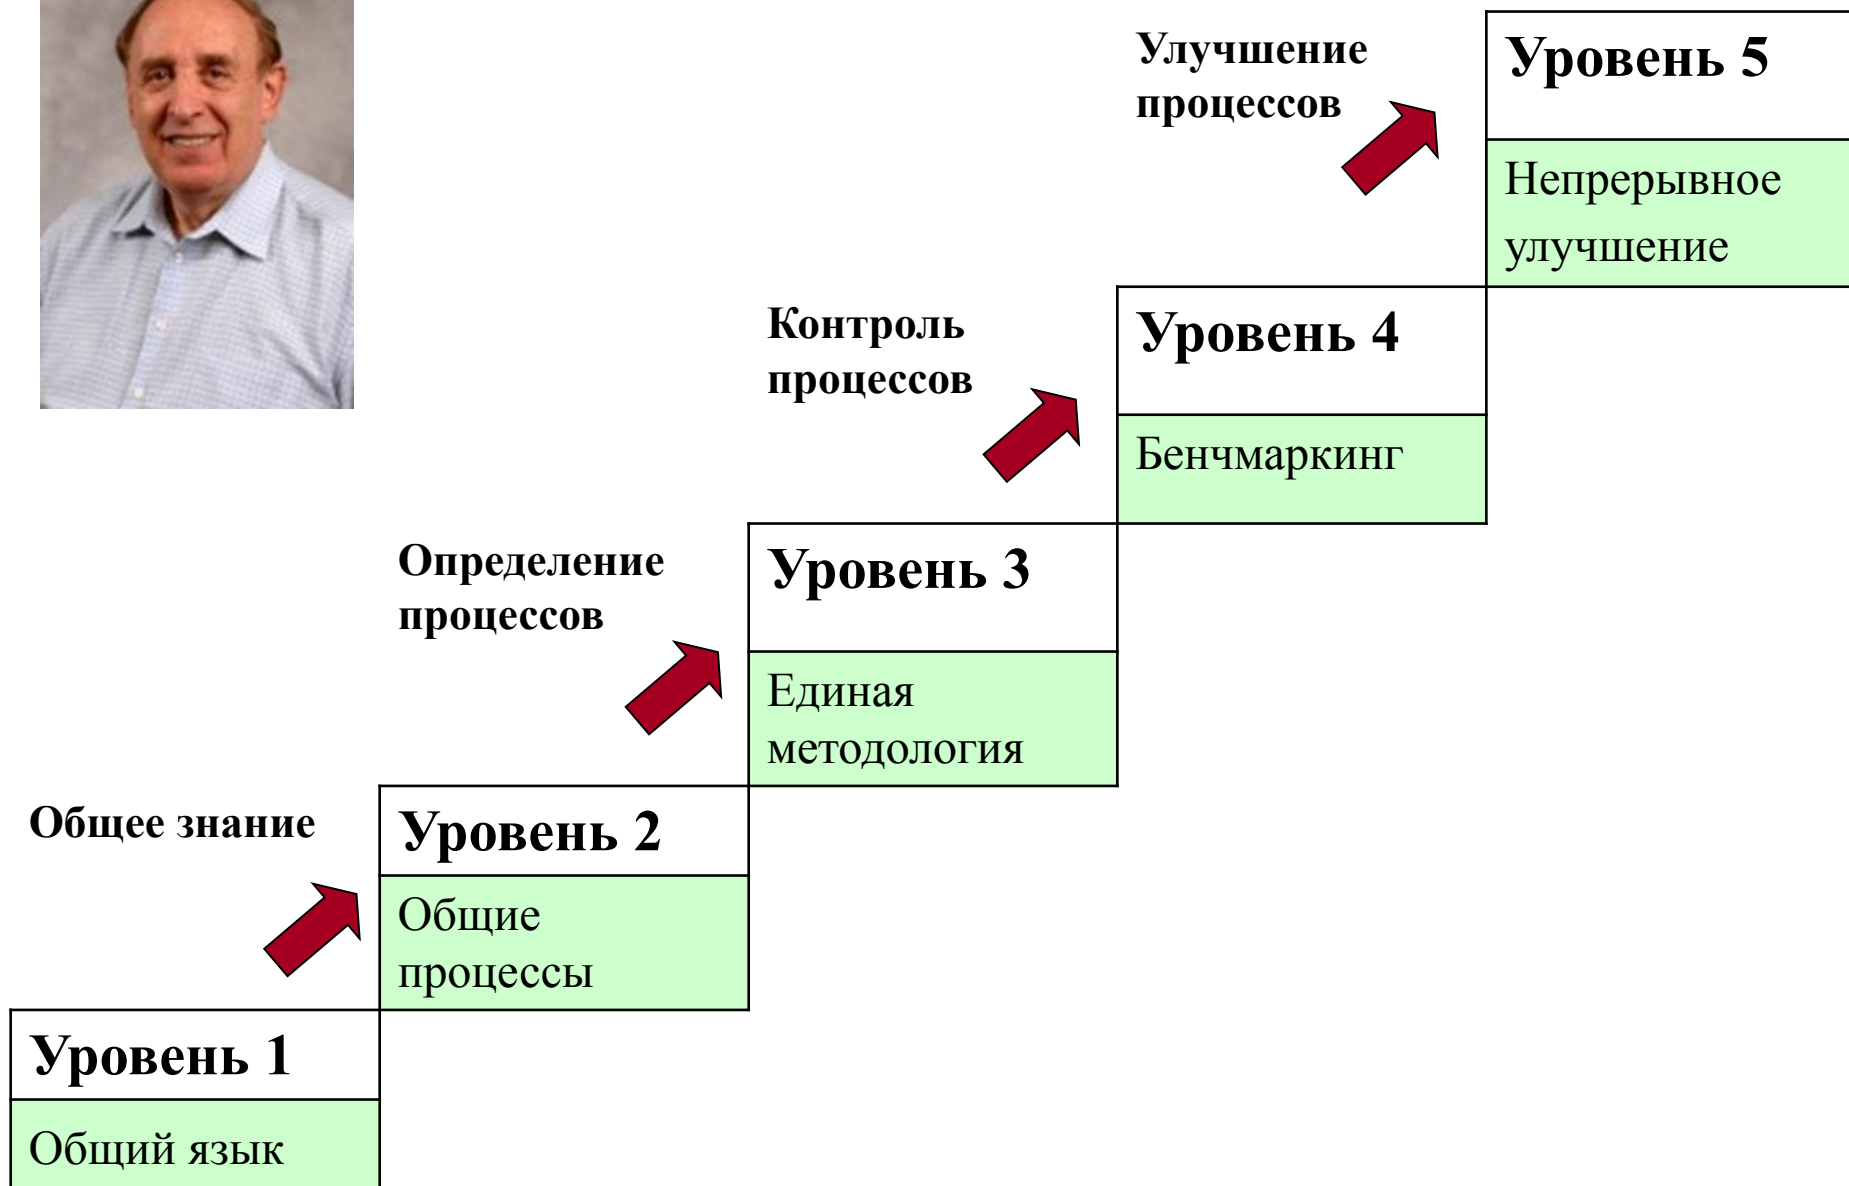 Улучшение
процессов
Уровень 5
Непрерывное
улучшение
Контроль
процессов
Уровень 4
Бенчмаркинг
Определение
процессов
Уровень 3
Единая
методология
Общее знание
Уровень 2
Общие
процессы
Уровень 1
Общий язык